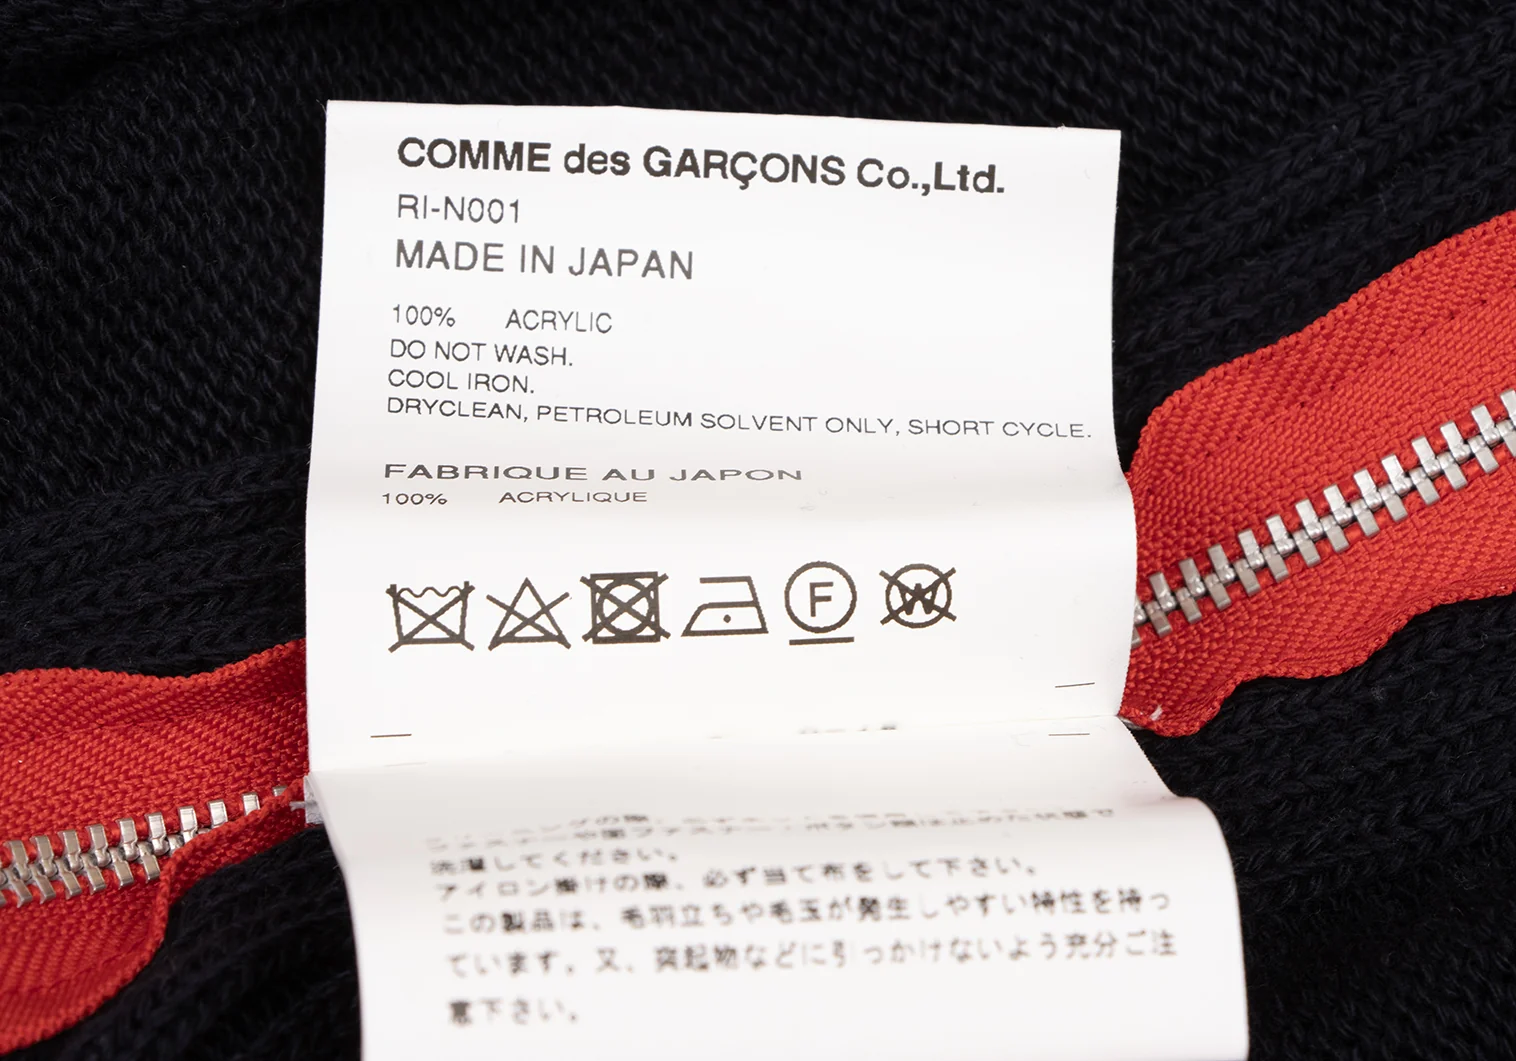 COMME des GARÇONS Co.,Ltd.
RI-N001
MADE IN JAPAN
100% ACRYLIC
DO NOT WASH.
COOL IRON.
DRYCLEAN, PETROLEUM SOLVENT ONLY, SHORT CYCLE.
FABRIQUE AU JAPON
100% ACRYLIQUE
F
W
洗濯してください。
アイロン掛けの際、必ず当て布をして下さい。
この製品は、毛羽立ちや毛玉が発生しやすい特性を持っ
ています。又、突起物などに引っかけないよう充分ご注
意下さい。